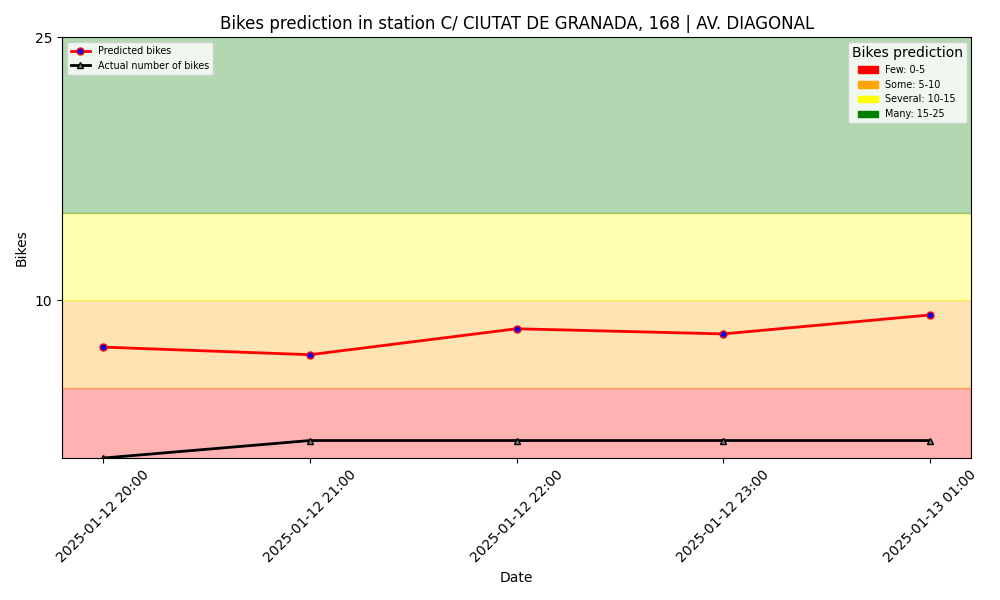 Bikes prediction in station C/ CIUTAT DE GRANADA, 168 | AV. DIAGONAL
25
Predicted bikes
Actual number of bikes
Bikes prediction
Few: 0-5
Some: 5-10
Several: 10-15
Many: 15-25
Bikes
10
2025-01-12 20:00
2025-01-12 21:00
2025-01-12 22:00
2025-01-12 23:00
2025-01-13 01:00
Date